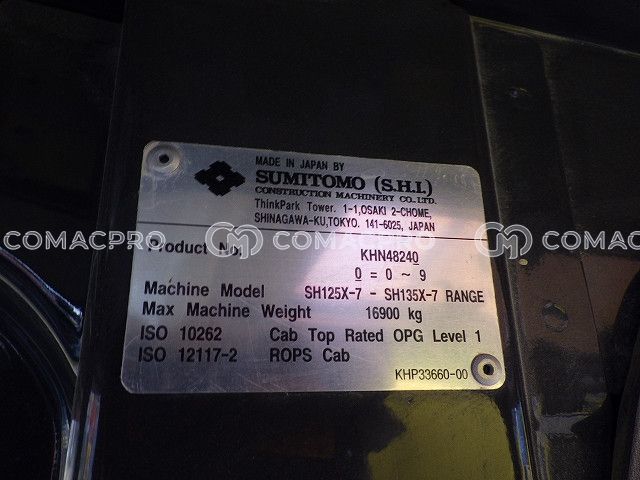 MADE IN JAPAN BY
SUMITOMO (S.H.I.)
CONSTRUCTION MACHINERY CO.,LTD.
ThinkPark Tower. 1-1,OSAKI 2-CHOME,
SHINAGAWA-KU,TOKYO. 141-6025, JAPAN
COMACPRO COMACPRO COMACPRO
Product No. KHN48240
0 = 0 ~ 9
Machine Model SH125X-7 - SH135X-7 RANGE
Max Machine Weight 16900 kg
ISO 10262 Cab Top Rated OPG Level 1
ISO 12117-2 ROPS Cab
KHP33660-00